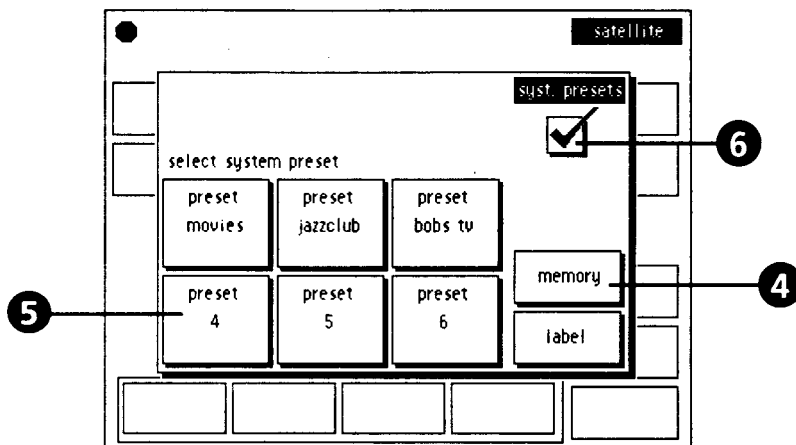 satellite
syst. presets
6
select system preset
preset
movies
preset
jazzclub
preset
bobs tv
memory
4
5
preset
4
preset
5
preset
6
label